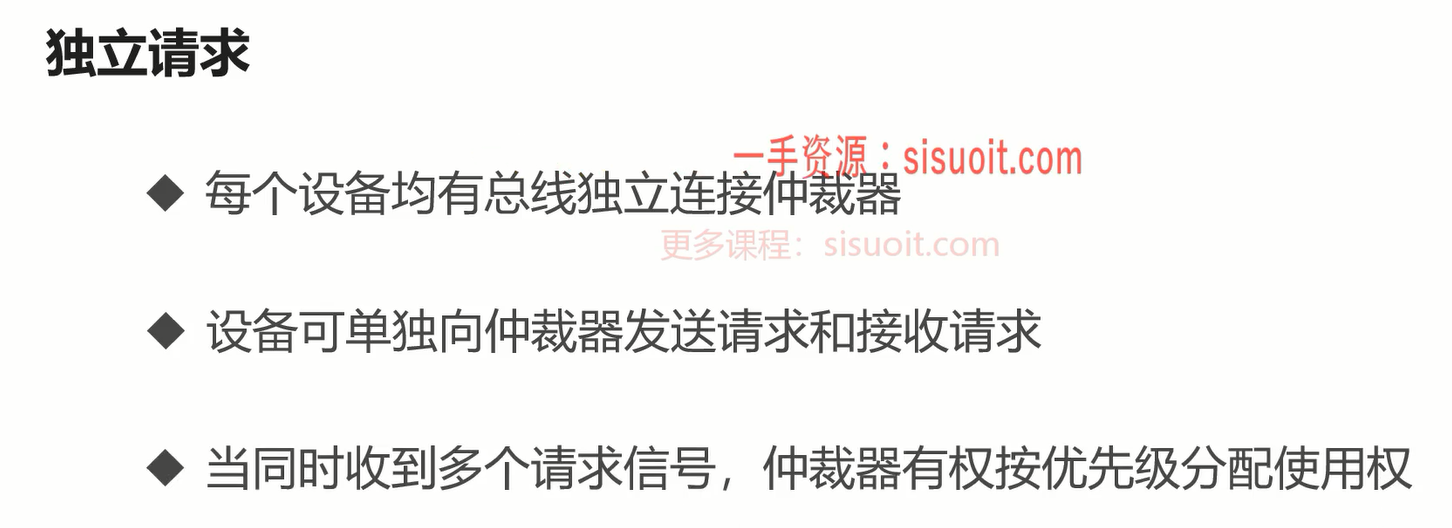 独立请求
一手资源：sisuoit.com
每个设备均有总线独立连接仲裁器
更多课程：sisuoit.com
设备可单独向仲裁器发送请求和接收请求
当同时收到多个请求信号，仲裁器有权按优先级分配使用权